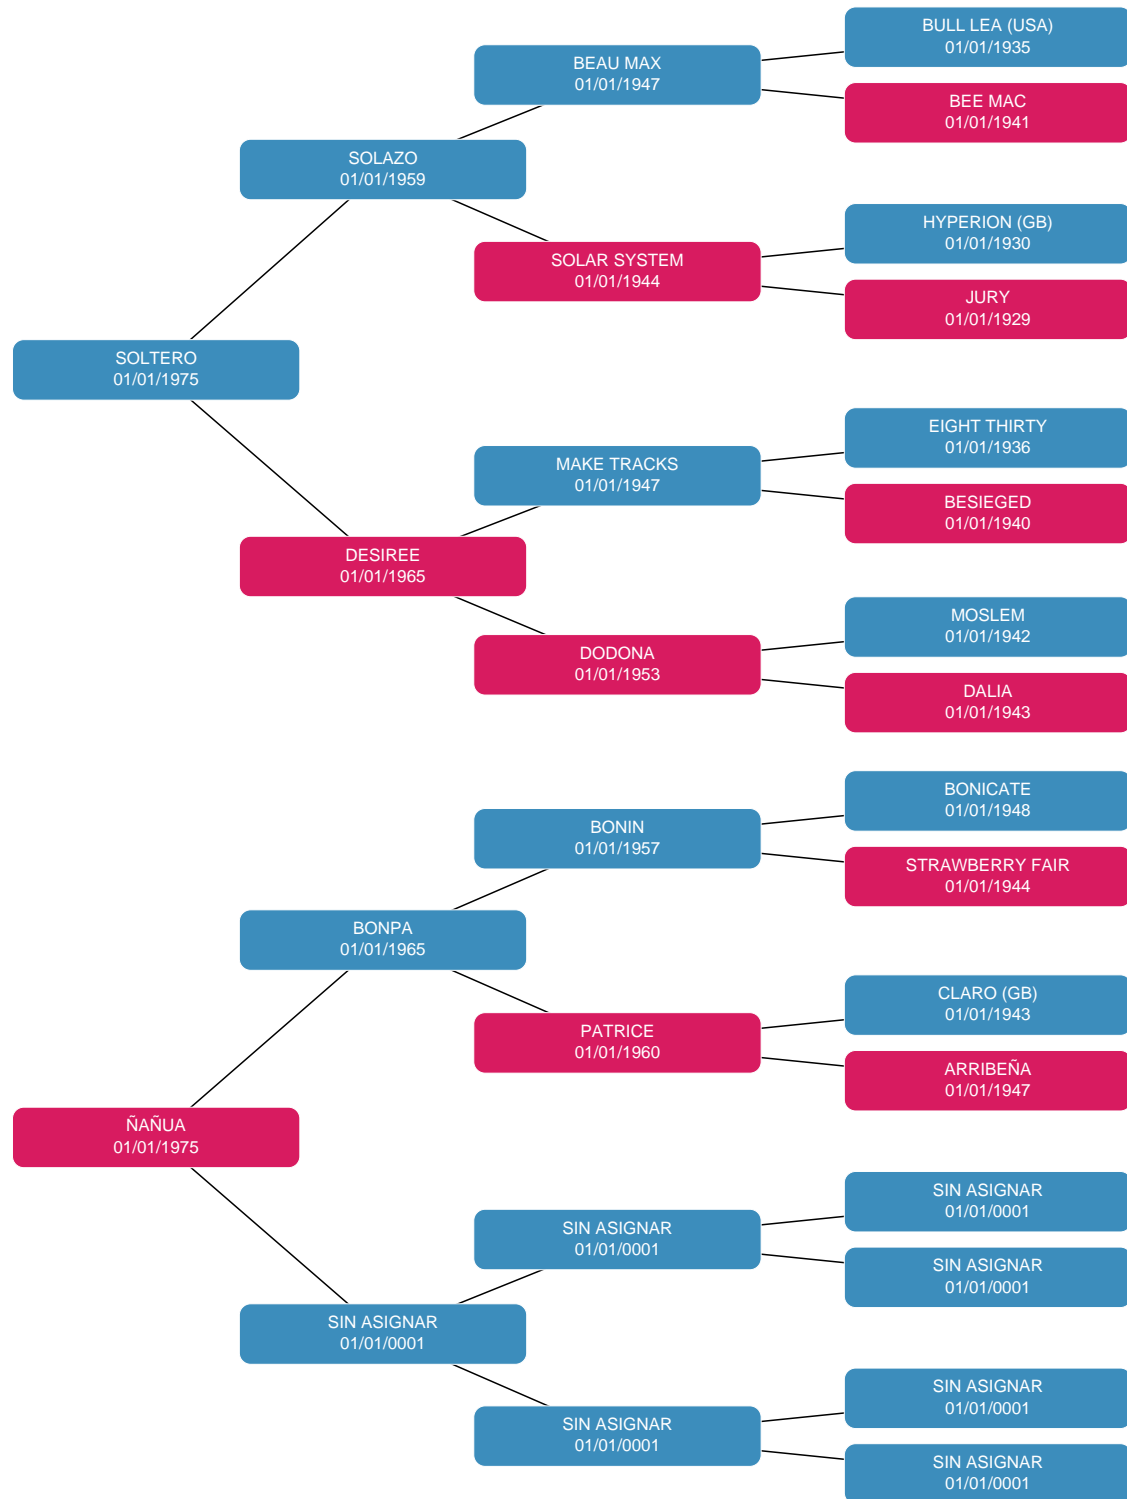 BULL LEA (USA)
01/01/1935
BEAU MAX
01/01/1947
BEE MAC
01/01/1941
SOLAZO
01/01/1959
HYPERION (GB)
01/01/1930
SOLAR SYSTEM
01/01/1944
JURY
01/01/1929
SOLTERO
01/01/1975
EIGHT THIRTY
01/01/1936
MAKE TRACKS
01/01/1947
BESIEGED
01/01/1940
DESIREE
01/01/1965
MOSLEM
01/01/1942
DODONA
01/01/1953
DALIA
01/01/1943
BONICATE
01/01/1948
BONIN
01/01/1957
STRAWBERRY FAIR
01/01/1944
BONPA
01/01/1965
CLARO (GB)
01/01/1943
PATRICE
01/01/1960
ARRIBEÑA
01/01/1947
ÑAÑUA
01/01/1975
SIN ASIGNAR
01/01/0001
SIN ASIGNAR
01/01/0001
SIN ASIGNAR
01/01/0001
SIN ASIGNAR
01/01/0001
SIN ASIGNAR
01/01/0001
SIN ASIGNAR
01/01/0001
SIN ASIGNAR
01/01/0001